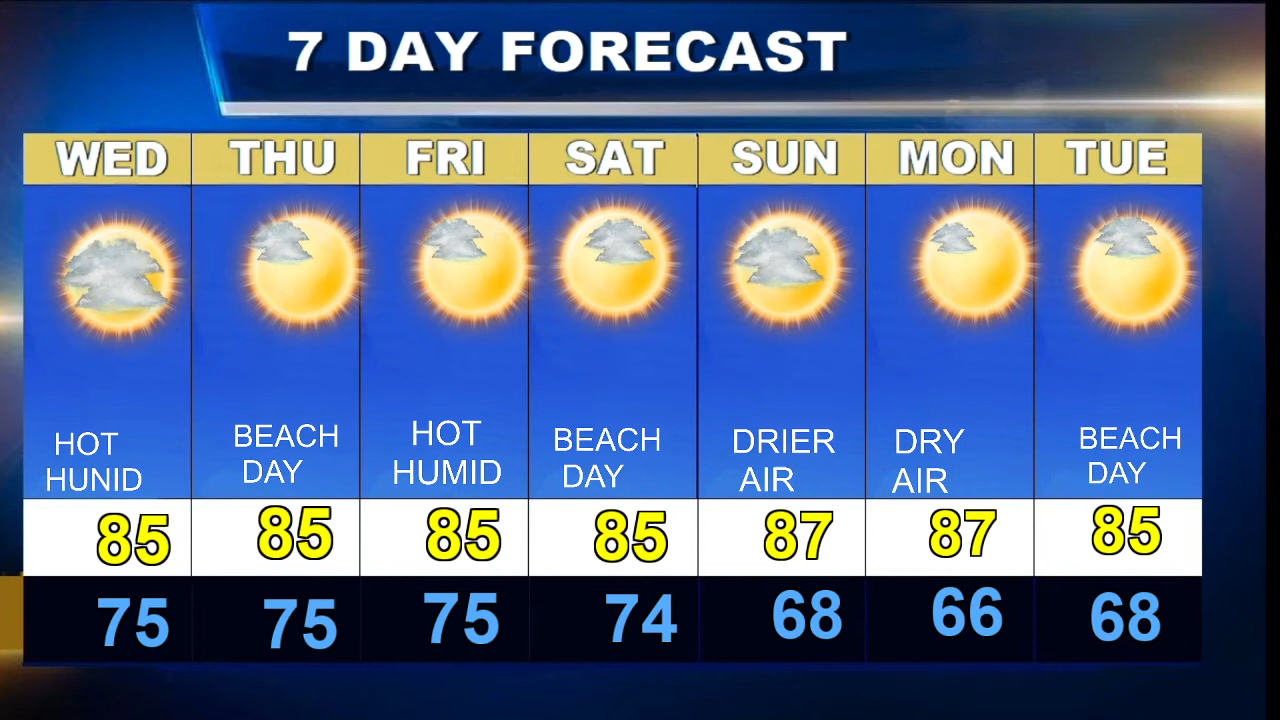 7 DAY FORECAST
WED THU FRI SAT SUN MON TUE
HOT BEACH HOT BEACH DRIER DRY BEACH
HUNID DAY HUMID DAY AIR AIR DAY
85 85 85 85 87 87 85
75 75 75 74 68 66 68